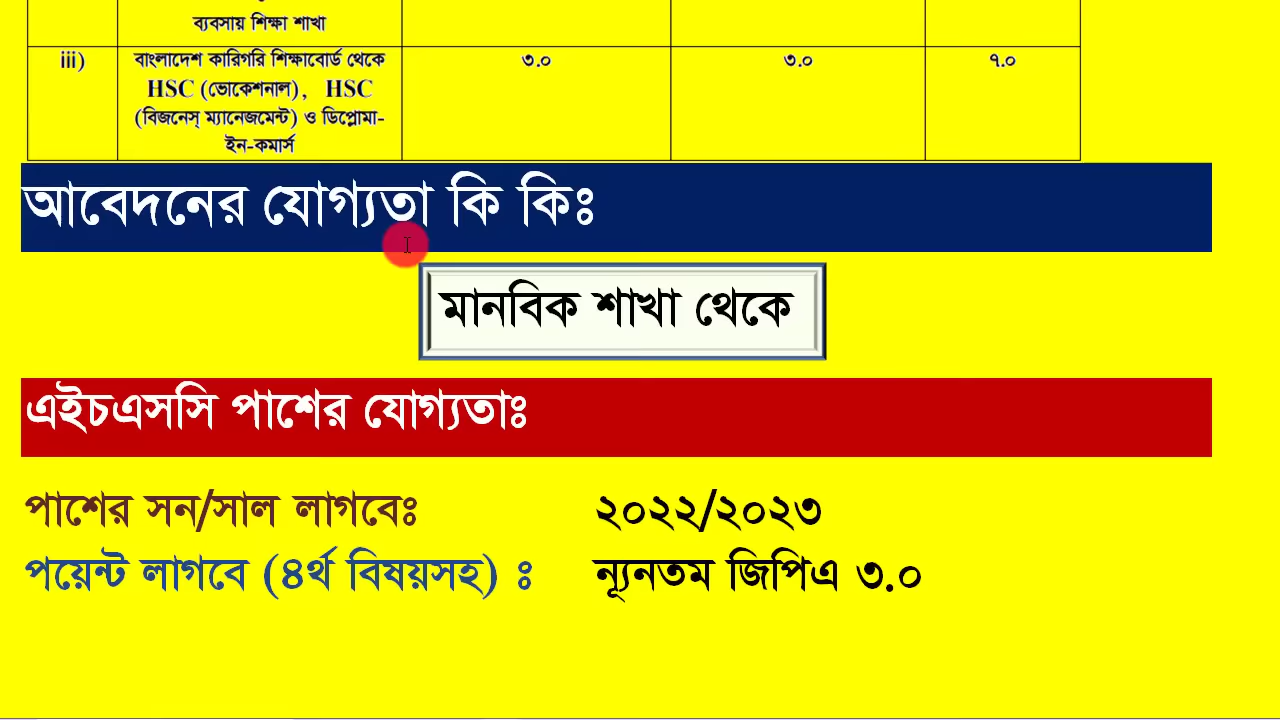 ব্যবসায় শিক্ষা শাখা
iii) বাংলাদেশ কারিগরি শিক্ষাবোর্ড থেকে ৩.০ ৩.০ ৭.০
HSC (ভোকেশনাল), HSC
(বিজনেস্ ম্যানেজমেন্ট) ও ডিপ্লোমা-
ইন-কমার্স
আবেদনের যোগ্যতা কি কিঃ
মানবিক শাখা থেকে
এইচএসসি পাশের যোগ্যতাঃ
পাশের সন/সাল লাগবেঃ ২০২২/২০২৩
পয়েন্ট লাগবে (৪র্থ বিষয়সহ) ঃ ন্যূনতম জিপিএ ৩.০